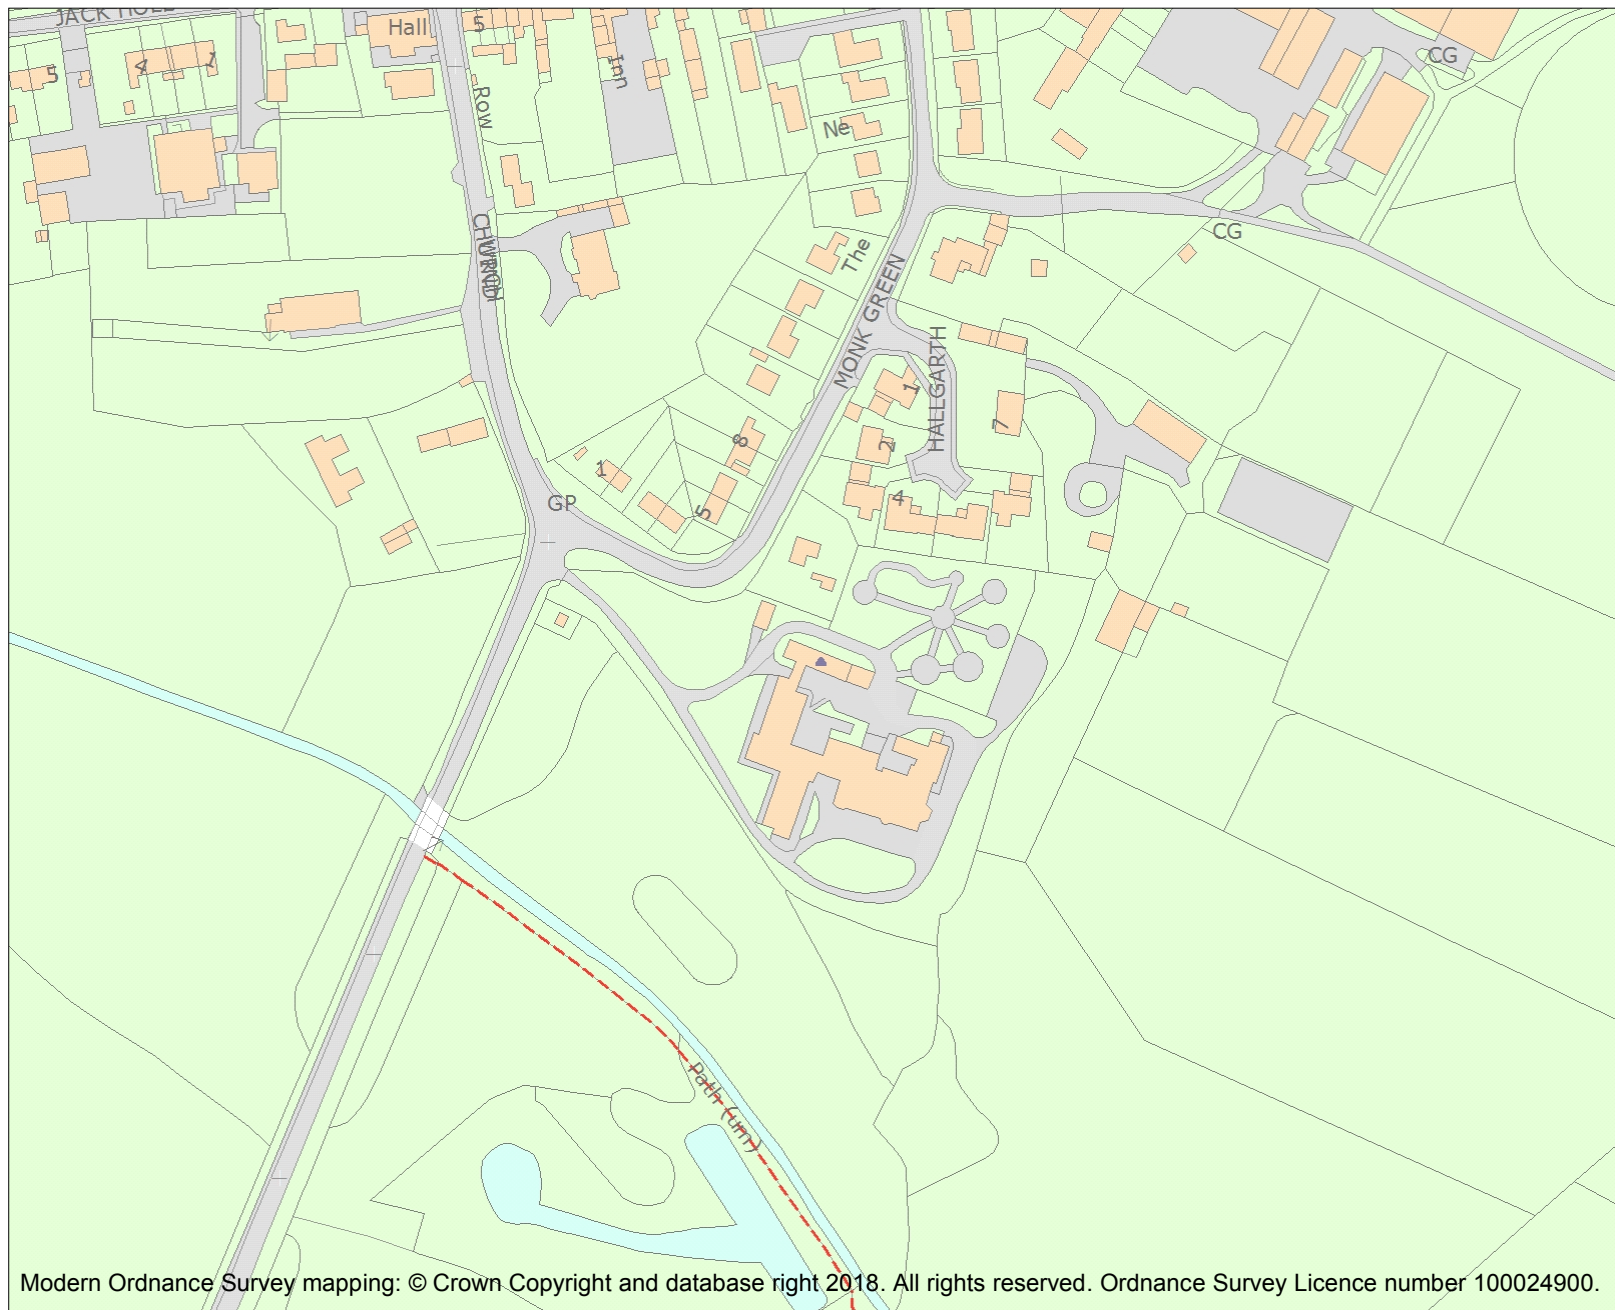 JACK HOLE
Hall
5
5
4
1
Inn
Row
Ne
CG
CHURCH
The
CG
MONK GREEN
HALLGARTH
1
7
2
8
1
5
4
GP
Path (um)
Modern Ordnance Survey mapping: © Crown Copyright and database right 2018. All rights reserved. Ordnance Survey Licence number 100024900.